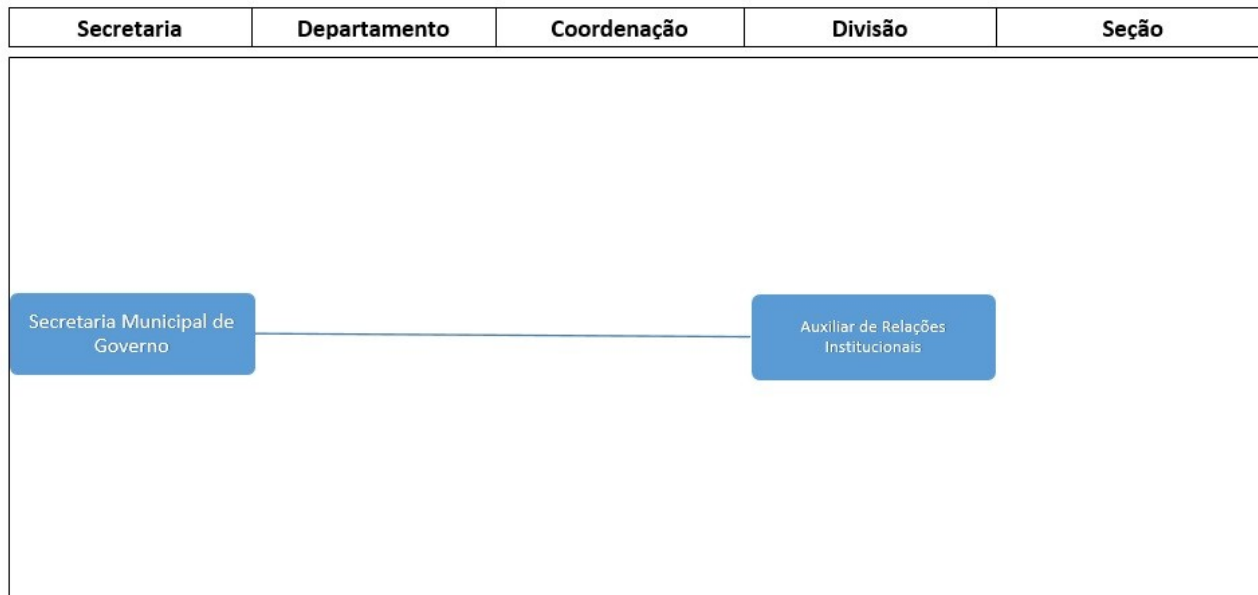 Secretaria Departamento Coordenação Divisão Seção
Secretaria Municipal de
Governo
Auxiliar de Relações
Institucionais